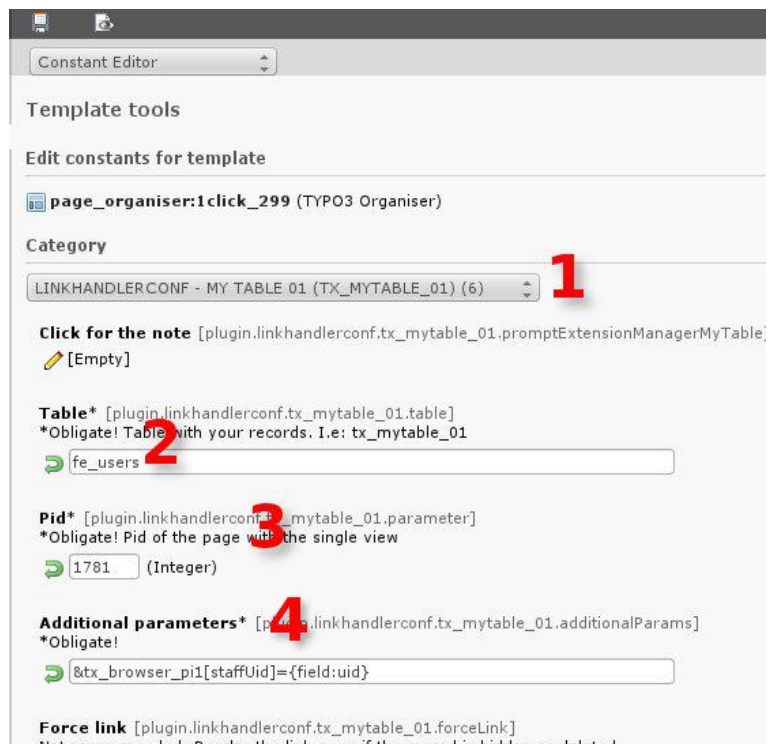 Constant Editor
Template tools
Edit constants for template
page_organiser:1click_299 (TYPO3 Organiser)
Category
LINKHANDLERCONF - MY TABLE 01 (TX_MYTABLE_01) (6)
1
Click for the note [plugin.linkhandlerconf.tx_mytable_01.promptExtensionManagerMyTable]
[Empty]
Table* [plugin.linkhandlerconf.tx_mytable_01.table]
*Obligate! Table with your records. I.e: tx_mytable_01
2
fe_users
Pid* [plugin.linkhandlerconf.tx_mytable_01.parameter]
*Obligate! Pid of the page with the single view
3
1781 (Integer)
Additional parameters* [plugin.linkhandlerconf.tx_mytable_01.additionalParams]
4
*Obligate!
&tx_browser_pi1[staffUid]={field:uid}
Force link [plugin.linkhandlerconf.tx_mytable_01.forceLink]